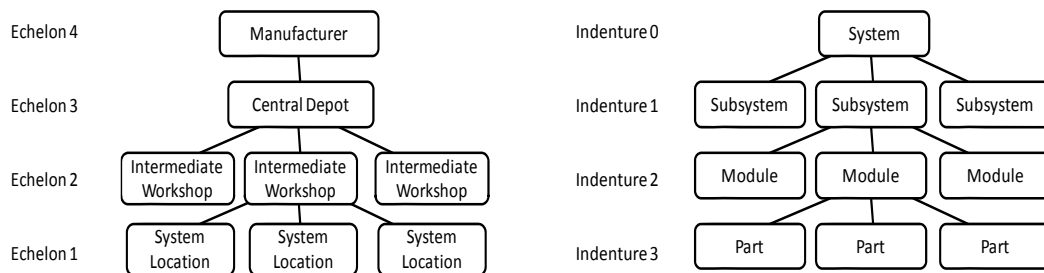 Echelon 4
Manufacturer
Echelon 3
Central Depot
Echelon 2
Intermediate
Workshop
Intermediate
Workshop
Intermediate
Workshop
Echelon 1
System
Location
System
Location
System
Location
Indenture 0
System
Indenture 1
Subsystem
Subsystem
Subsystem
Indenture 2
Module
Module
Module
Indenture 3
Part
Part
Part